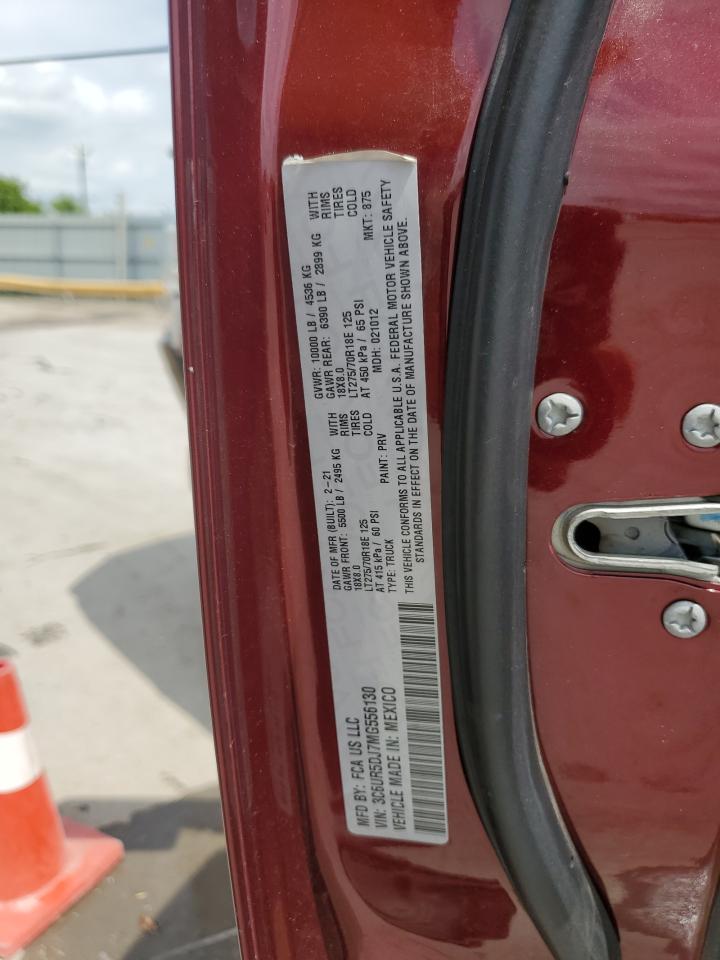 MFD BY: FCA US LLC
VIN: 3C6UR5DJ7MG556130
VEHICLE MADE IN: MEXICO
DATE OF MFR (BUILT): 2-21
GAWR FRONT: 5500 LB / 2495 KG WITH
18X8.0 RIMS
LT275/70R18E 125 TIRES
AT 415 kPa / 60 PSI COLD
TYPE: TRUCK PAINT: PRV
GVWR: 10000 LB / 4536 KG
GAWR REAR: 6390 LB / 2899 KG WITH
18X8.0 RIMS
LT275/70R18E 125 TIRES
AT 450 kPa / 65 PSI COLD
MDH: 021012 MKT: 875
THIS VEHICLE CONFORMS TO ALL APPLICABLE U.S.A. FEDERAL MOTOR VEHICLE SAFETY
STANDARDS IN EFFECT ON THE DATE OF MANUFACTURE SHOWN ABOVE.